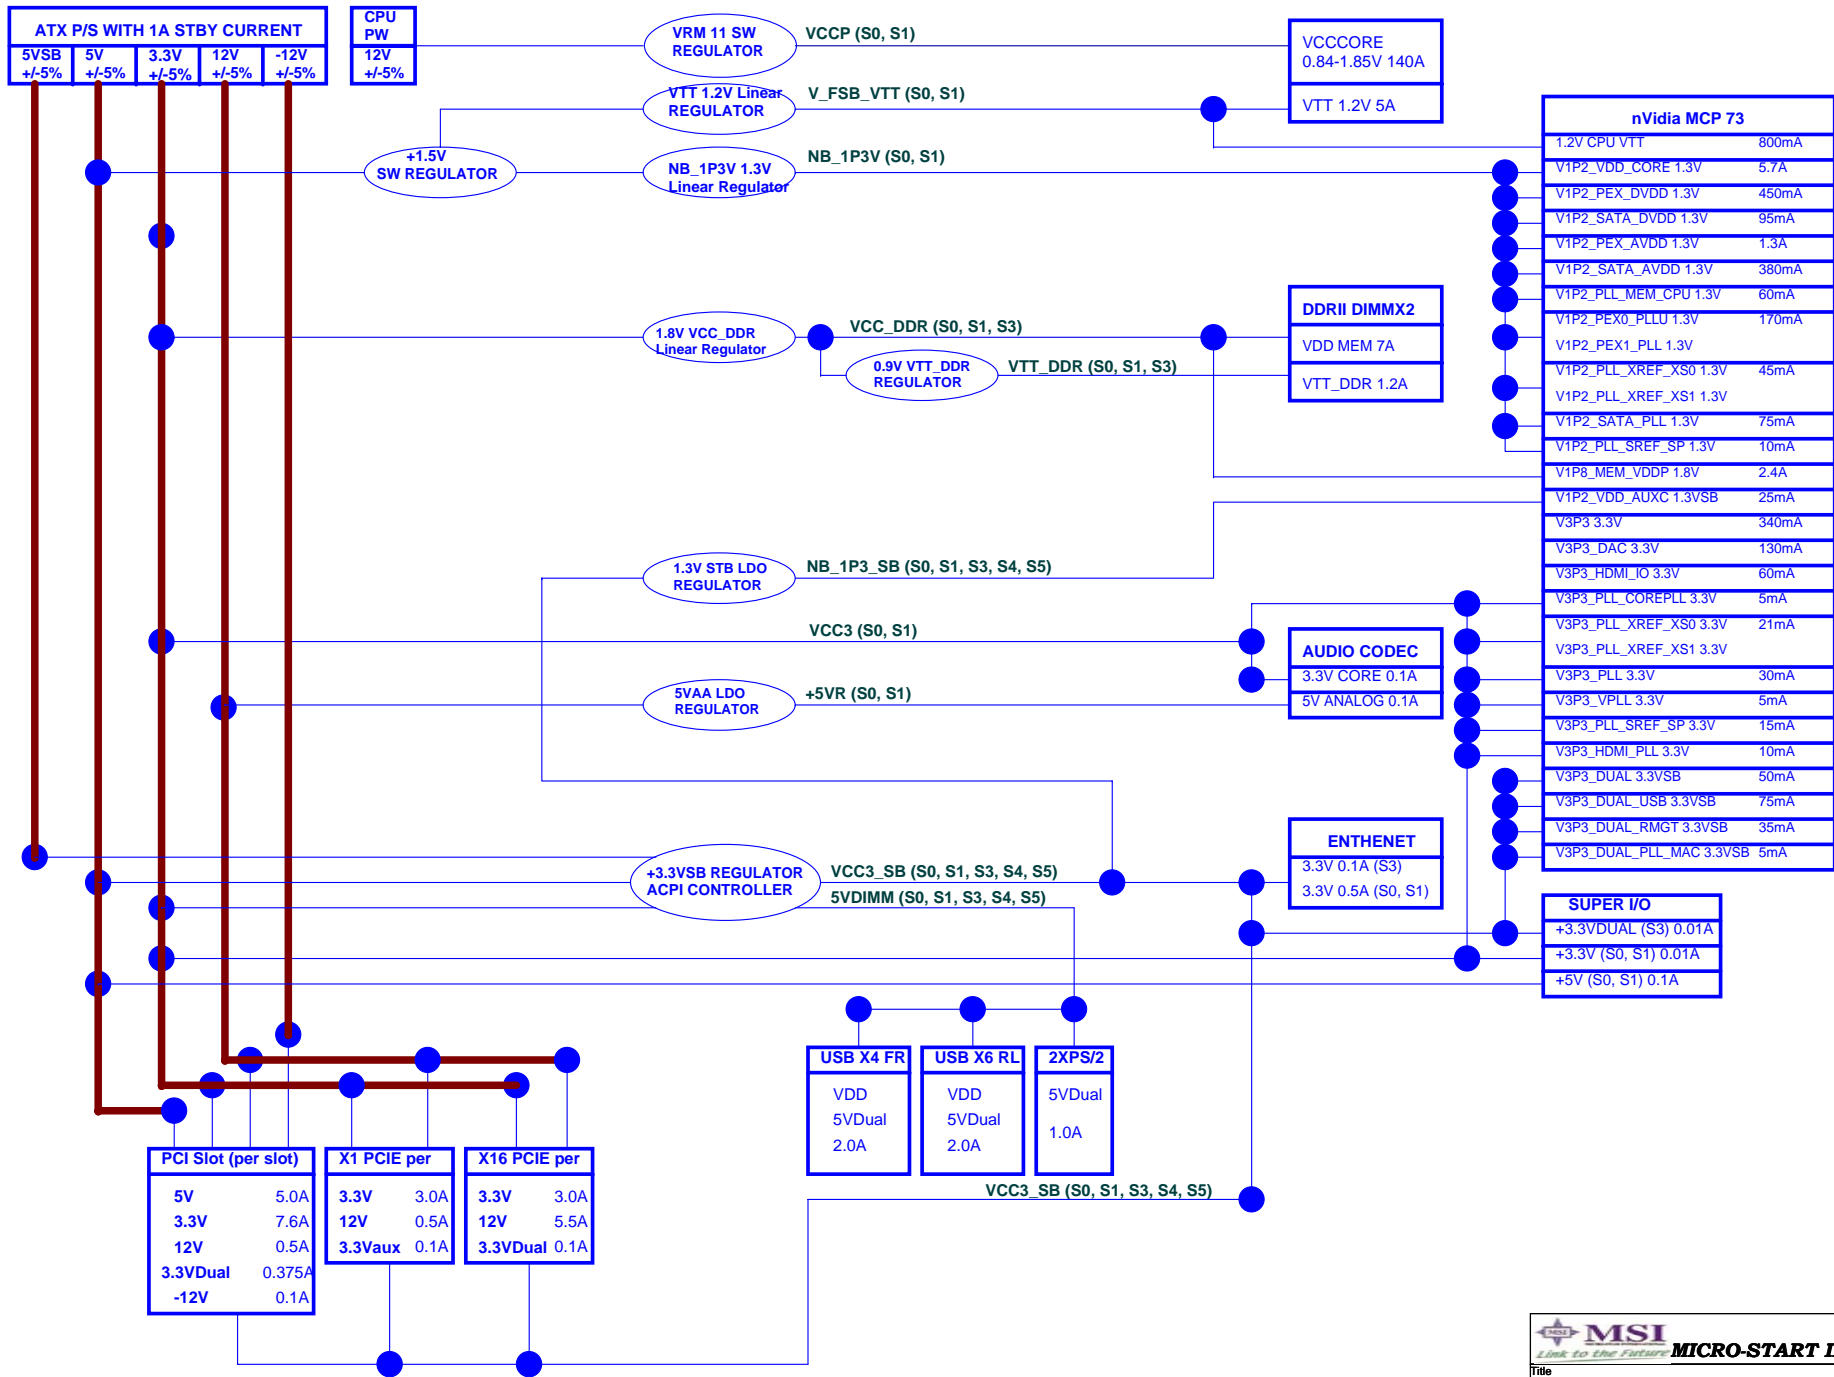 ATX P/S WITH 1A STBY CURRENT
5VSB +/-5%
5V +/-5%
3.3V +/-5%
12V +/-5%
-12V +/-5%
CPU PW
12V +/-5%
VRM 11 SW REGULATOR
VCCP (S0, S1)
VCCCORE
0.84-1.85V 140A
VTT 1.2V 5A
VTT 1.2V Linear REGULATOR
V_FSB_VTT (S0, S1)
+1.5V SW REGULATOR
NB_1P3V 1.3V Linear Regulator
NB_1P3V (S0, S1)
nVidia MCP 73
1.2V CPU VTT 800mA
V1P2_VDD_CORE 1.3V 5.7A
V1P2_PEX_DVDD 1.3V 450mA
V1P2_SATA_DVDD 1.3V 95mA
V1P2_PEX_AVDD 1.3V 1.3A
V1P2_SATA_AVDD 1.3V 380mA
V1P2_PLL_MEM_CPU 1.3V 60mA
V1P2_PEX0_PLLU 1.3V 170mA
V1P2_PEX1_PLL 1.3V
V1P2_PLL_XREF_XS0 1.3V 45mA
V1P2_PLL_XREF_XS1 1.3V
V1P2_SATA_PLL 1.3V 75mA
V1P2_PLL_SREF_SP 1.3V 10mA
V1P8_MEM_VDDP 1.8V 2.4A
V1P2_VDD_AUXC 1.3VSB 25mA
V3P3 3.3V 340mA
V3P3_DAC 3.3V 130mA
V3P3_HDMI_IO 3.3V 60mA
V3P3_PLL_COREPLL 3.3V 5mA
V3P3_PLL_XREF_XS0 3.3V 21mA
V3P3_PLL_XREF_XS1 3.3V
V3P3_PLL 3.3V 30mA
V3P3_VPLL 3.3V 5mA
V3P3_PLL_SREF_SP 3.3V 15mA
V3P3_HDMI_PLL 3.3V 10mA
V3P3_DUAL 3.3VSB 50mA
V3P3_DUAL_USB 3.3VSB 75mA
V3P3_DUAL_RMGT 3.3VSB 35mA
V3P3_DUAL_PLL_MAC 3.3VSB 5mA
1.8V VCC_DDR Linear Regulator
VCC_DDR (S0, S1, S3)
0.9V VTT_DDR REGULATOR
VTT_DDR (S0, S1, S3)
DDRII DIMMX2
VDD MEM 7A
VTT_DDR 1.2A
1.3V STB LDO REGULATOR
NB_1P3_SB (S0, S1, S3, S4, S5)
VCC3 (S0, S1)
5VAA LDO REGULATOR
+5VR (S0, S1)
AUDIO CODEC
3.3V CORE 0.1A
5V ANALOG 0.1A
+3.3VSB REGULATOR ACPI CONTROLLER
VCC3_SB (S0, S1, S3, S4, S5)
5VDIMM (S0, S1, S3, S4, S5)
ENTHENET
3.3V 0.1A (S3)
3.3V 0.5A (S0, S1)
SUPER I/O
+3.3VDUAL (S3) 0.01A
+3.3V (S0, S1) 0.01A
+5V (S0, S1) 0.1A
USB X4 FR
VDD
5VDual
2.0A
USB X6 RL
VDD
5VDual
2.0A
2XPS/2
5VDual
1.0A
PCI Slot (per slot)
5V 5.0A
3.3V 7.6A
12V 0.5A
3.3VDual 0.375A
-12V 0.1A
X1 PCIE per
3.3V 3.0A
12V 0.5A
3.3Vaux 0.1A
X16 PCIE per
3.3V 3.0A
12V 5.5A
3.3VDual 0.1A
VCC3_SB (S0, S1, S3, S4, S5)
MSI
MSI
Link to the Future
MICRO-START
Title